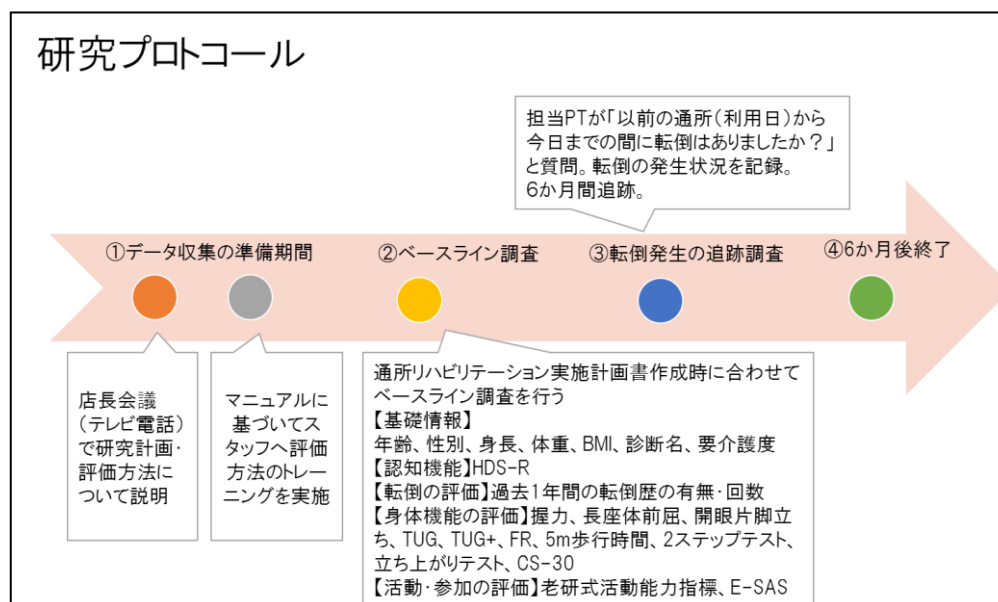 研究プロトコール
担当PTが「以前の通所(利用日)から
今日までの間に転倒はありましたか?」
と質問。転倒の発生状況を記録。
6か月間追跡。
①データ収集の準備期間
②ベースライン調査
③転倒発生の追跡調査
④6か月後終了
店長会議
(テレビ電話)
で研究計画・
評価方法に
ついて説明
マニュアルに
基づいてス
タッフへ評価
方法のトレー
ニングを実施
通所リハビリテーション実施計画書作成時に合わせて
ベースライン調査を行う
【基礎情報】
年齢、性別、身長、体重、BMI、診断名、要介護度
【認知機能】HDS-R
【転倒の評価】過去1年間の転倒歴の有無・回数
【身体機能の評価】握力、長座体前屈、開眼片脚立
ち、TUG、TUG+、FR、5m歩行時間、2ステップテスト、
立ち上がりテスト、CS-30
【活動・参加の評価】老研式活動能力指標、E-SAS